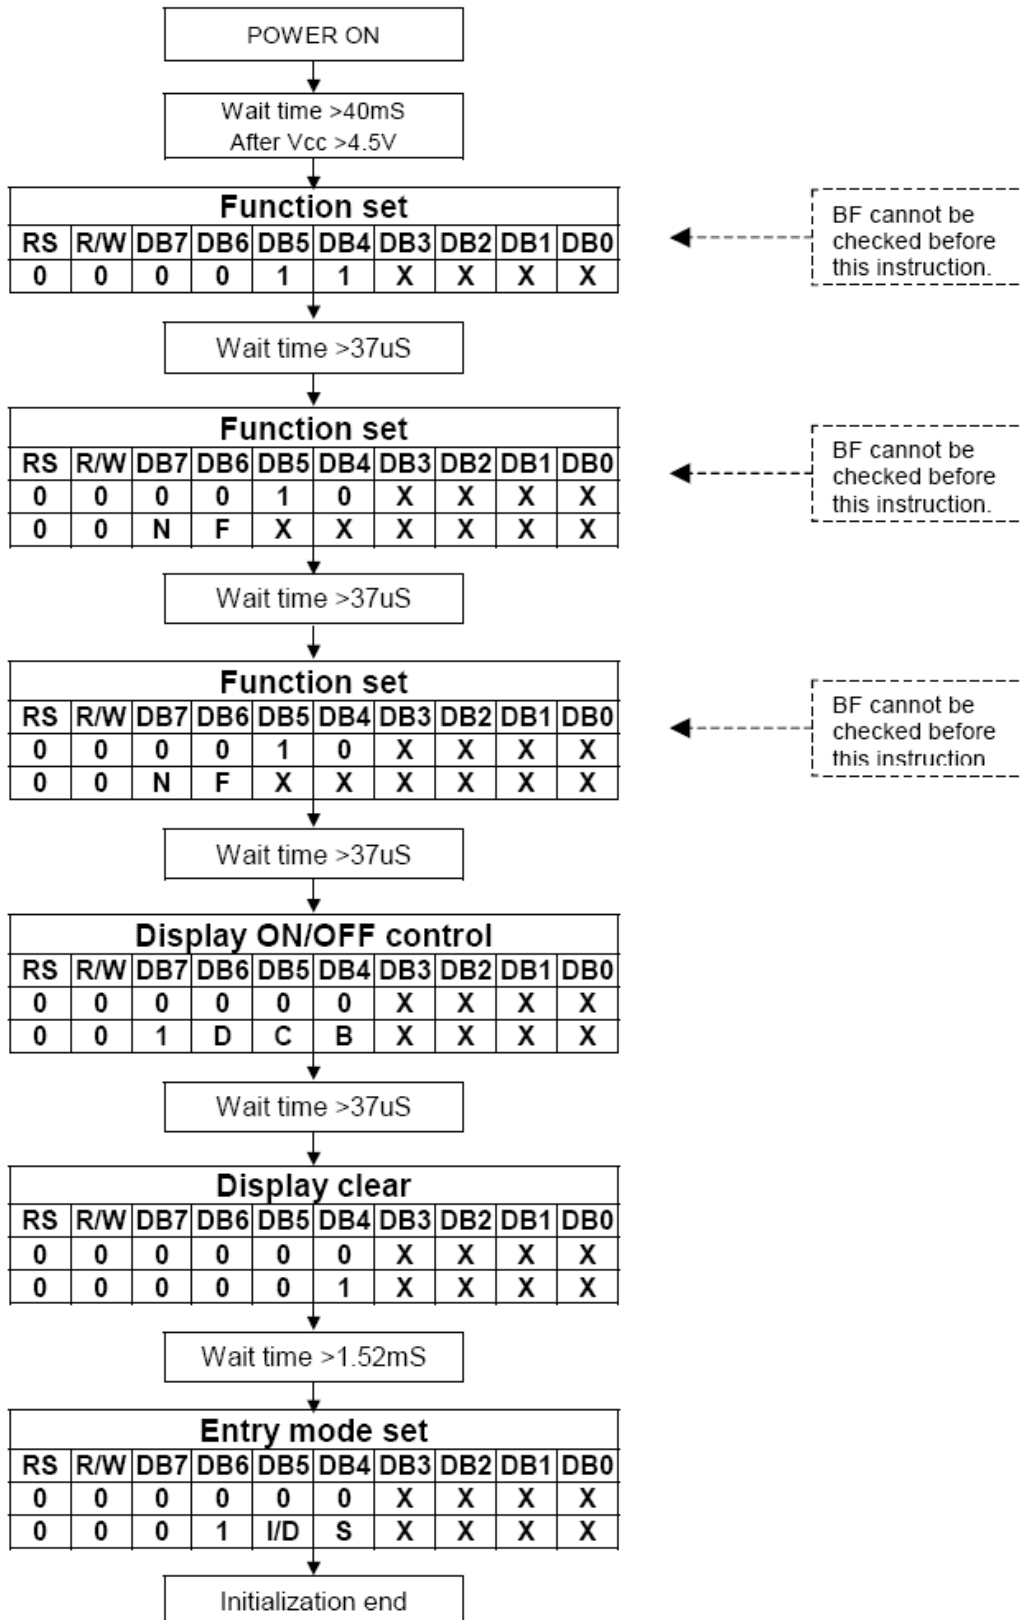 POWER ON
Wait time >40mS
After Vcc >4.5V
Function set
RS R/W DB7 DB6 DB5 DB4 DB3 DB2 DB1 DB0
0 0 0 0 1 1 X X X X
BF cannot be
checked before
this instruction.
Wait time >37uS
Function set
RS R/W DB7 DB6 DB5 DB4 DB3 DB2 DB1 DB0
0 0 0 0 1 0 X X X X
0 0 N F X X X X X X
BF cannot be
checked before
this instruction.
Wait time >37uS
Function set
RS R/W DB7 DB6 DB5 DB4 DB3 DB2 DB1 DB0
0 0 0 0 1 0 X X X X
0 0 N F X X X X X X
BF cannot be
checked before
this instruction
Wait time >37uS
Display ON/OFF control
RS R/W DB7 DB6 DB5 DB4 DB3 DB2 DB1 DB0
0 0 0 0 0 0 X X X X
0 0 1 D C B X X X X
Wait time >37uS
Display clear
RS R/W DB7 DB6 DB5 DB4 DB3 DB2 DB1 DB0
0 0 0 0 0 0 X X X X
0 0 0 0 0 1 X X X X
Wait time >1.52mS
Entry mode set
RS R/W DB7 DB6 DB5 DB4 DB3 DB2 DB1 DB0
0 0 0 0 0 0 X X X X
0 0 0 1 I/D S X X X X
Initialization end